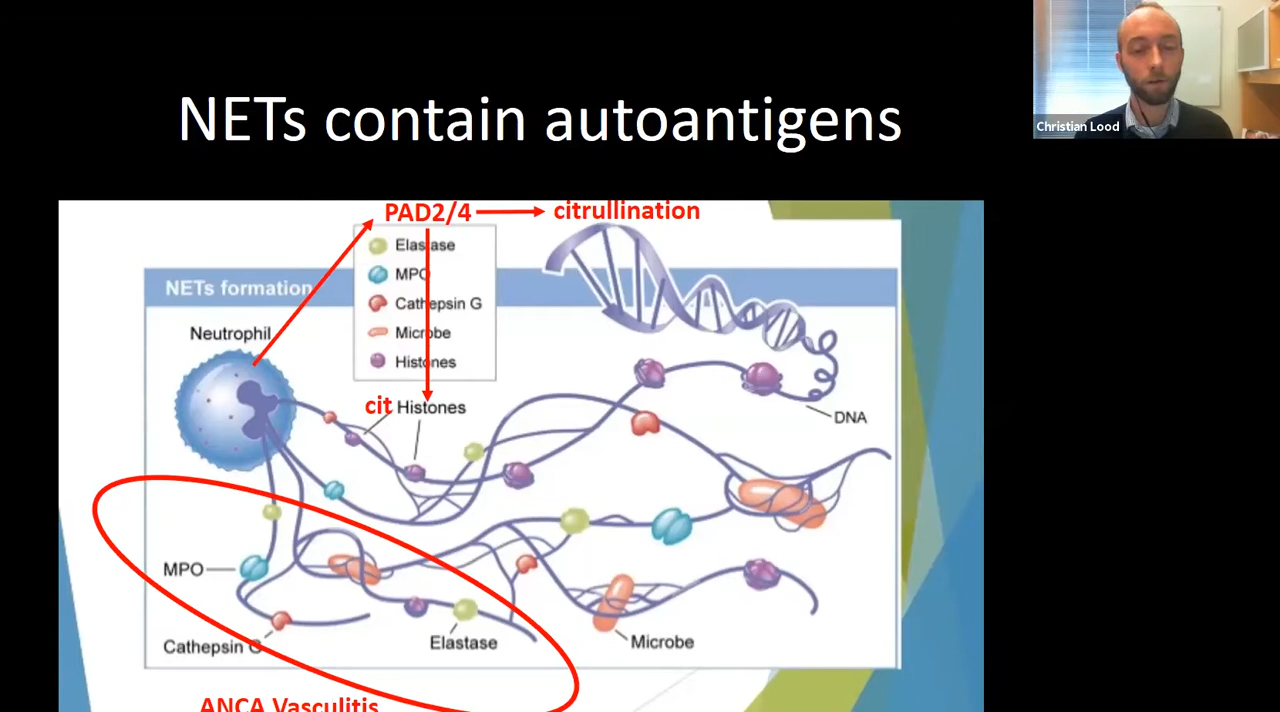 NETs contain autoantigens
Christian Lood
PAD2/4 citrullination
Elastase
MPO
Cathepsin G
Microbe
Histones
NETs formation
Neutrophil
cit Histones
DNA
MPO
Cathepsin G
Elastase
Microbe
ANCA Vasculitis